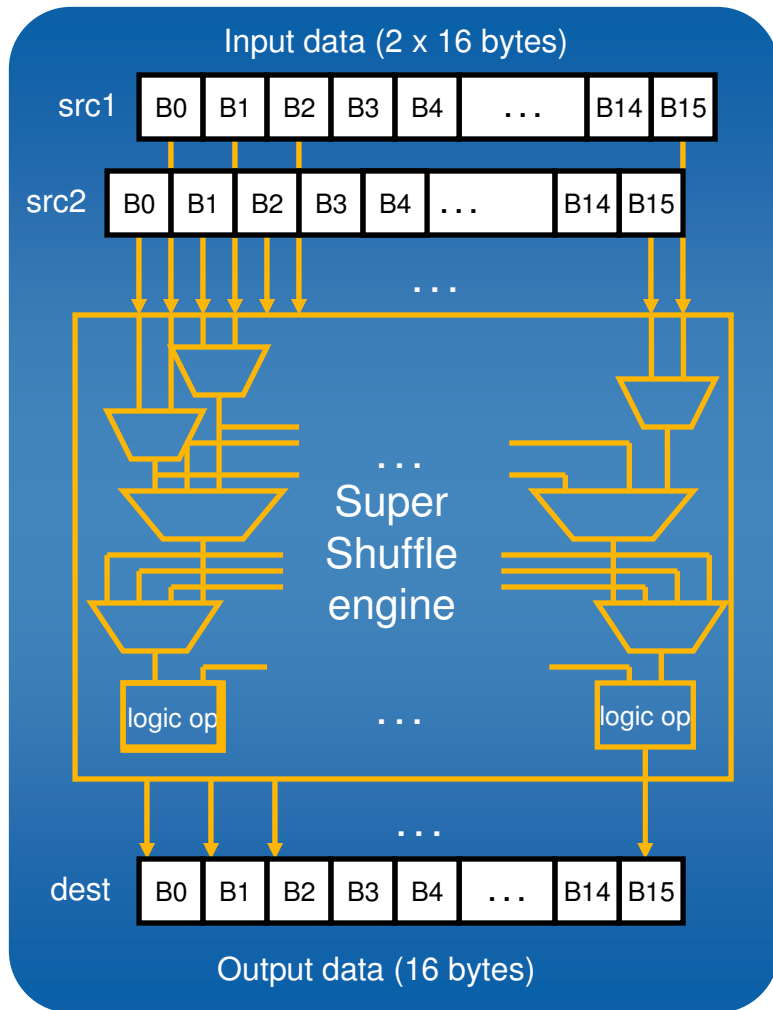 Input data (2 x 16 bytes)
src1 B0 B1 B2 B3 B4 ... B14 B15
src2 B0 B1 B2 B3 B4 ... B14 B15
...
...
Super
Shuffle
engine
logic op ... logic op
...
dest B0 B1 B2 B3 B4 ... B14 B15
Output data (16 bytes)